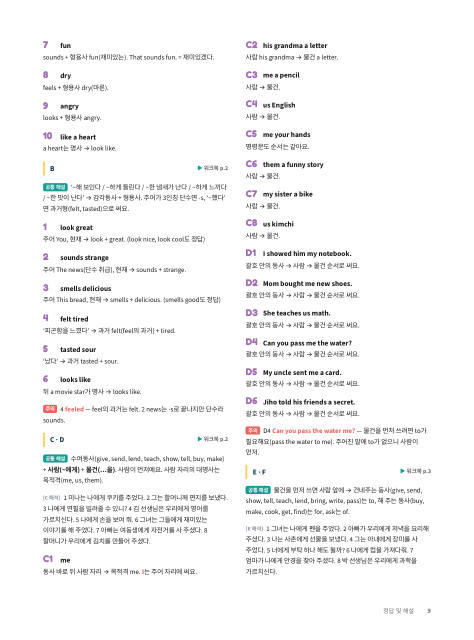 7 fun
sounds + 형용사 fun(재미있는). That sounds fun. = 재미있겠다.
8 dry
feels + 형용사 dry(마른).
9 angry
looks + 형용사 angry.
10 like a heart
a heart는 명사 → look like.
B ▶ 워크북 p.2
공통 해설 '~해 보인다 / ~하게 들린다 / ~한 냄새가 난다 / ~하게 느끼다
/ ~한 맛이 난다' → 감각동사 + 형용사. 주어가 3인칭 단수면 -s, '~했다'
면 과거형(felt, tasted)으로 써요.
1 look great
주어 You, 현재 → look + great. (look nice, look cool도 정답)
2 sounds strange
주어 The news(단수 취급), 현재 → sounds + strange.
3 smells delicious
주어 This bread, 현재 → smells + delicious. (smells good도 정답)
4 felt tired
'피곤함을 느꼈다' → 과거 felt(feel의 과거) + tired.
5 tasted sour
'났다' → 과거 tasted + sour.
6 looks like
뒤 a movie star가 명사 → looks like.
주의 4 feeled — feel의 과거는 felt. 2 news는 -s로 끝나지만 단수라
sounds.
C · D ▶ 워크북 p.2
공통 해설 수여동사(give, send, lend, teach, show, tell, buy, make)
+ 사람(~에게) + 물건(…을). 사람이 먼저예요. 사람 자리의 대명사는
목적격(me, us, them).
[C 해석] 1 미나는 나에게 쿠키를 주었다. 2 그는 할머니께 편지를 보냈다.
3 나에게 연필을 빌려줄 수 있니? 4 김 선생님은 우리에게 영어를
가르치신다. 5 나에게 손을 보여 줘. 6 그녀는 그들에게 재미있는
이야기를 해 주었다. 7 아빠는 여동생에게 자전거를 사 주셨다. 8
할머니가 우리에게 김치를 만들어 주셨다.
C1 me
동사 바로 뒤 사람 자리 → 목적격 me. I는 주어 자리에 써요.
C2 his grandma a letter
사람 his grandma → 물건 a letter.
C3 me a pencil
사람 → 물건.
C4 us English
사람 → 물건.
C5 me your hands
명령문도 순서는 같아요.
C6 them a funny story
사람 → 물건.
C7 my sister a bike
사람 → 물건.
C8 us kimchi
사람 → 물건.
D1 I showed him my notebook.
괄호 안의 동사 → 사람 → 물건 순서로 써요.
D2 Mom bought me new shoes.
괄호 안의 동사 → 사람 → 물건 순서로 써요.
D3 She teaches us math.
괄호 안의 동사 → 사람 → 물건 순서로 써요.
D4 Can you pass me the water?
괄호 안의 동사 → 사람 → 물건 순서로 써요.
D5 My uncle sent me a card.
괄호 안의 동사 → 사람 → 물건 순서로 써요.
D6 Jiho told his friends a secret.
괄호 안의 동사 → 사람 → 물건 순서로 써요.
주의 D4 Can you pass the water me? — 물건을 먼저 쓰려면 to가
필요해요(pass the water to me). 주어진 말에 to가 없으니 사람이
먼저.
E · F ▶ 워크북 p.3
공통 해설 물건을 먼저 쓰면 사람 앞에 → 건네주는 동사(give, send,
show, tell, teach, lend, bring, write, pass)는 to, 해 주는 동사(buy,
make, cook, get, find)는 for, ask는 of.
[E 해석] 1 그녀가 나에게 펜을 주었다. 2 아빠가 우리에게 저녁을 요리해
주셨다. 3 나는 사촌에게 선물을 보냈다. 4 그는 아내에게 장미를 사
주었다. 5 너에게 부탁 하나 해도 될까? 6 나에게 컵을 가져다줘. 7
엄마가 나에게 안경을 찾아 주셨다. 8 박 선생님은 우리에게 과학을
가르치신다.
정답 및 해설 9